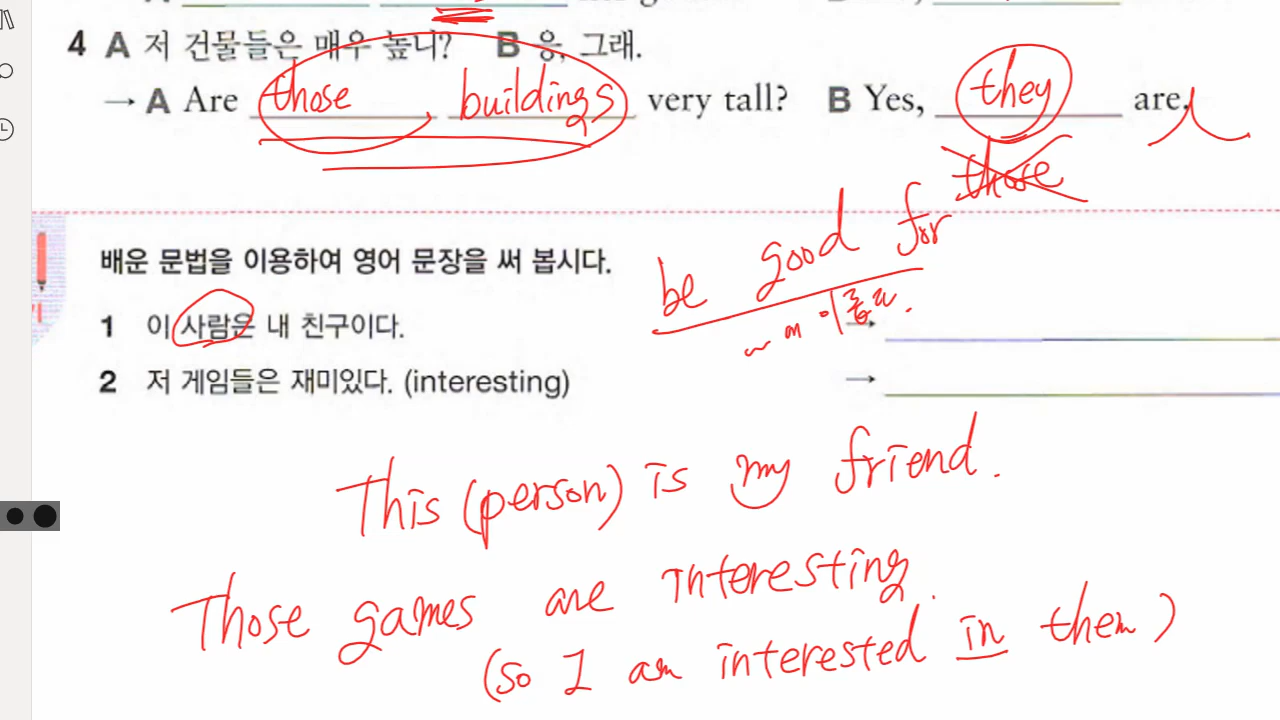 4 A 저 건물들은 매우 높니? B 응, 그래.
→ A Are those buildings very tall? B Yes, they are.
those
be good for
배운 문법을 이용하여 영어 문장을 써 봅시다.
1 이 사람은 내 친구이다. →
2 저 게임들은 재미있다. (interesting) →
This (person) is my friend.
Those games are interesting.
(so I am interested in them)